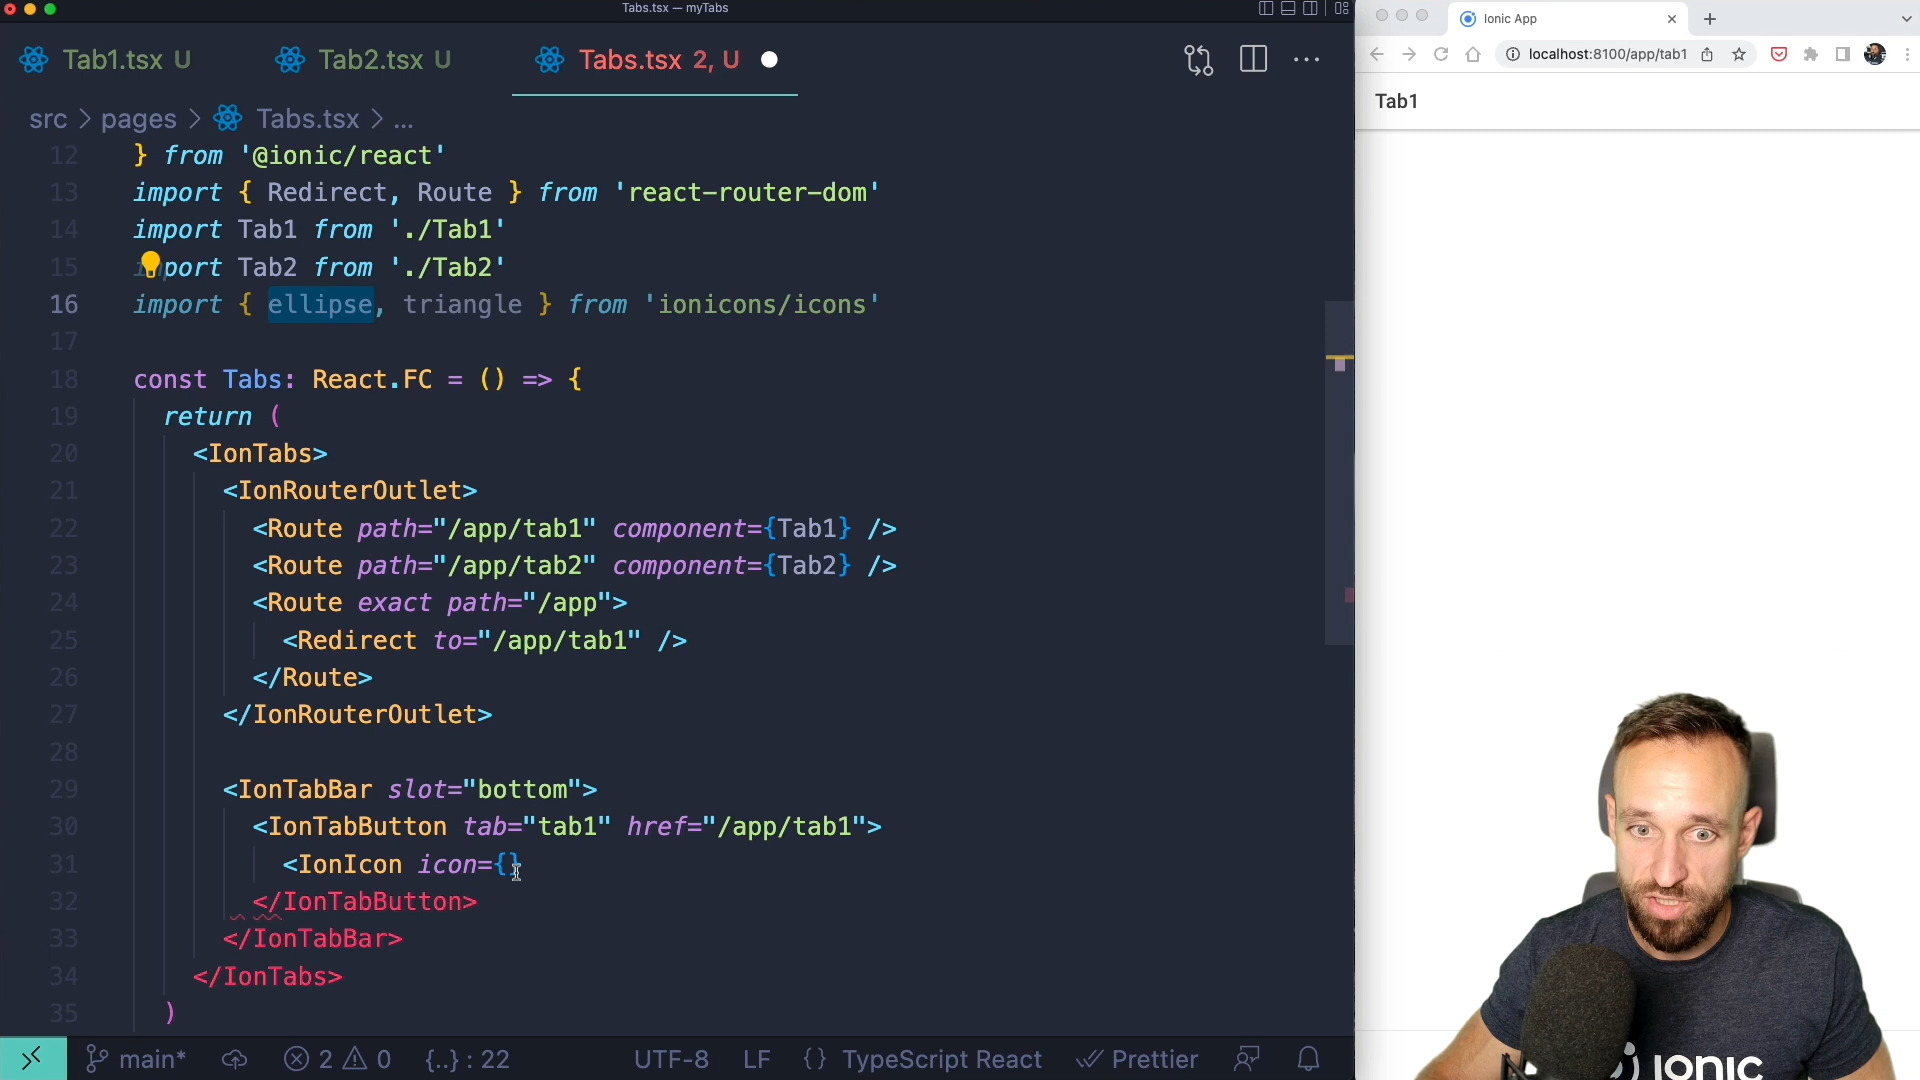 Tabs.tsx — myTabs
Tab1.tsx U
Tab2.tsx U
Tabs.tsx 2, U
src > pages > Tabs.tsx > ...
12 } from '@ionic/react'
13 import { Redirect, Route } from 'react-router-dom'
14 import Tab1 from './Tab1'
15 import Tab2 from './Tab2'
16 import { ellipse, triangle } from 'ionicons/icons'
17
18 const Tabs: React.FC = () => {
19 return (
20 <IonTabs>
21 <IonRouterOutlet>
22 <Route path="/app/tab1" component={Tab1} />
23 <Route path="/app/tab2" component={Tab2} />
24 <Route exact path="/app">
25 <Redirect to="/app/tab1" />
26 </Route>
27 </IonRouterOutlet>
28
29 <IonTabBar slot="bottom">
30 <IonTabButton tab="tab1" href="/app/tab1">
31 <IonIcon icon={}
32 </IonTabButton>
33 </IonTabBar>
34 </IonTabs>
35 )
main* 2 0 {..} : 22 UTF-8 LF {} TypeScript React Prettier
Ionic App
localhost:8100/app/tab1
Tab1
ionic